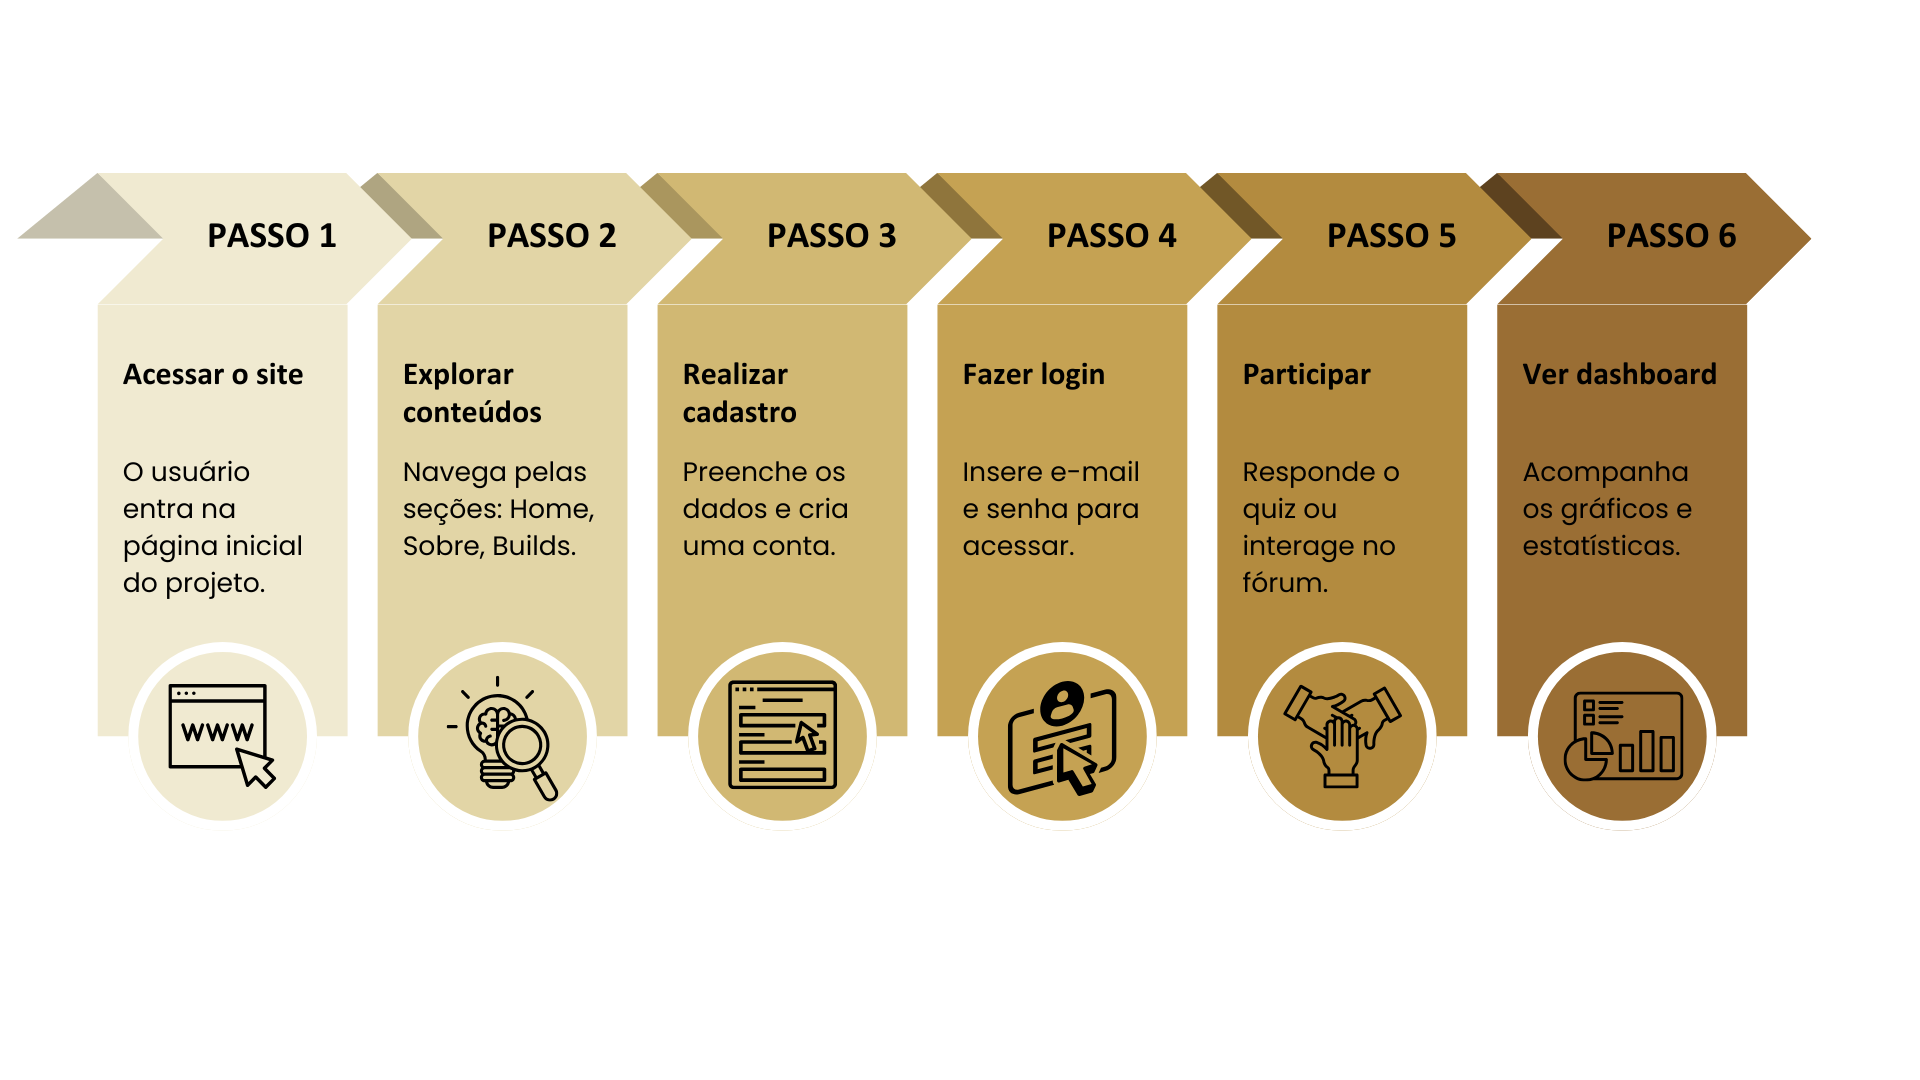 PASSO 1
PASSO 2
PASSO 3
PASSO 4
PASSO 5
PASSO 6
Acessar o site
O usuário
entra na
página inicial
do projeto.
WWW
Explorar
conteúdos
Navega pelas
seções: Home,
Sobre, Builds.
Realizar
cadastro
Preenche os
dados e cria
uma conta.
Fazer login
Insere e-mail
e senha para
acessar.
Participar
Responde o
quiz ou
interage no
fórum.
Ver dashboard
Acompanha
os gráficos e
estatísticas.